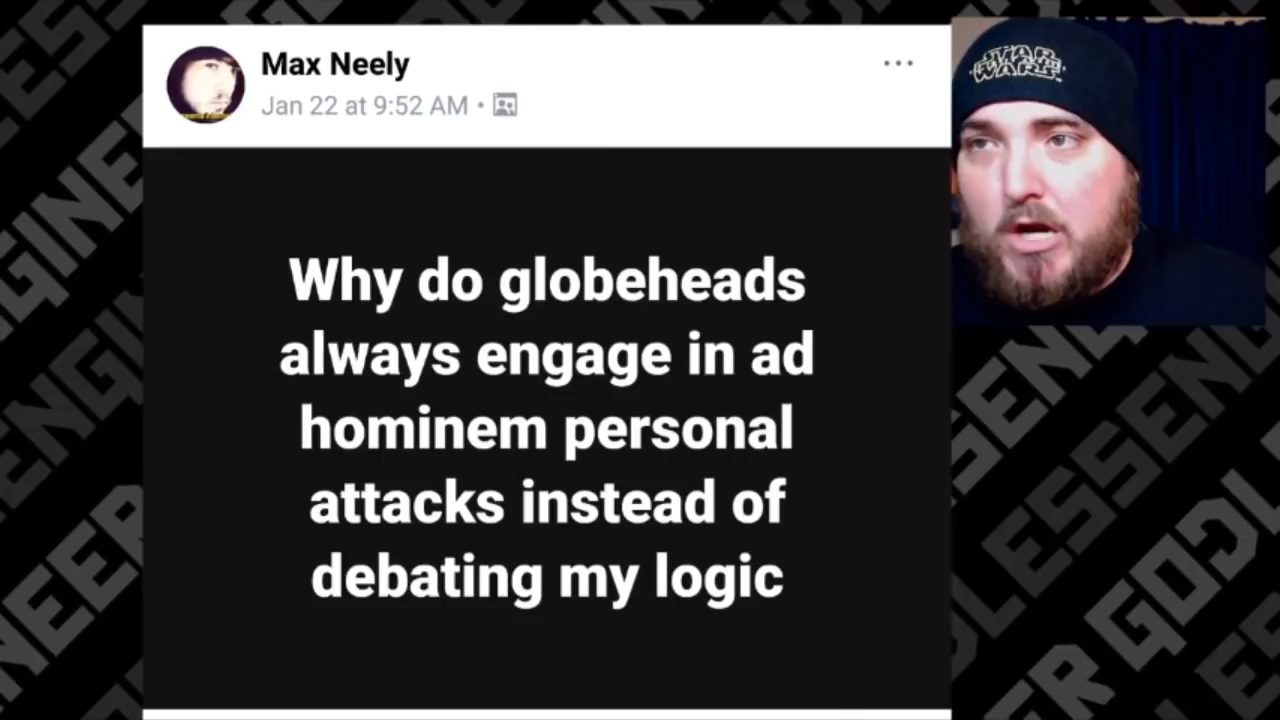 Max Neely
Jan 22 at 9:52 AM •
Why do globeheads
always engage in ad
hominem personal
attacks instead of
debating my logic
STAR
WARS
GODL